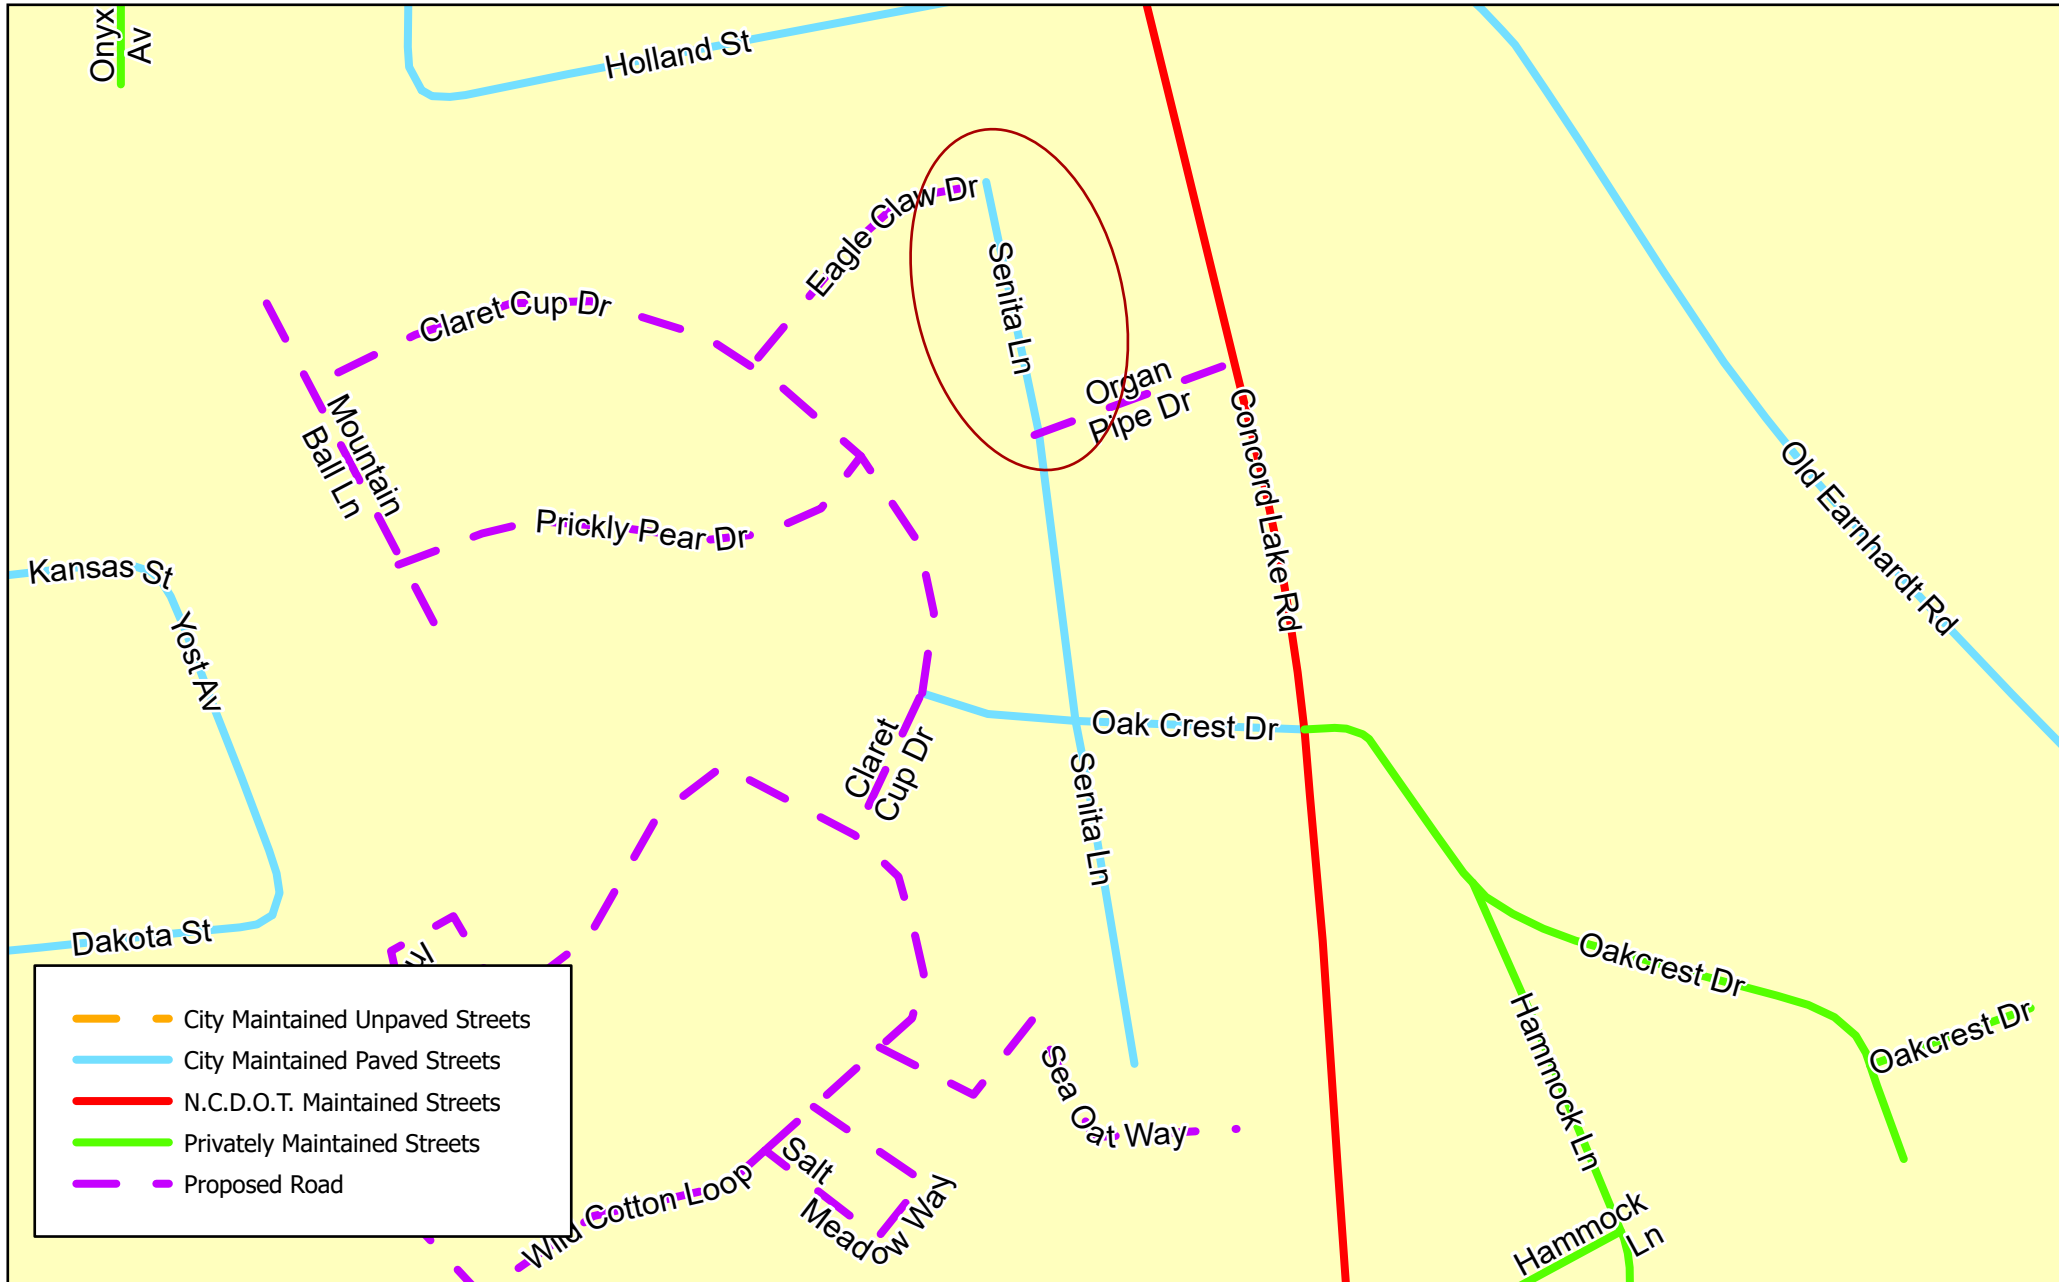 Onyx
Av
Holland St
Eagle Claw Dr
Senita Ln
Claret Cup Dr
Organ
Pipe Dr
Mountain
Ball Ln
Concord Lake Rd
Old Earnhardt Rd
Prickly Pear Dr
Kansas St
Yost Av
Oak Crest Dr
Claret
Cup Dr
Senita Ln
Dakota St
Oakcrest Dr
Oakcrest Dr
Hammock Ln
Sea Oat Way
Salt
Meadow Way
Wild Cotton Loop
Hammock
Ln
City Maintained Unpaved Streets
City Maintained Paved Streets
N.C.D.O.T. Maintained Streets
Privately Maintained Streets
Proposed Road